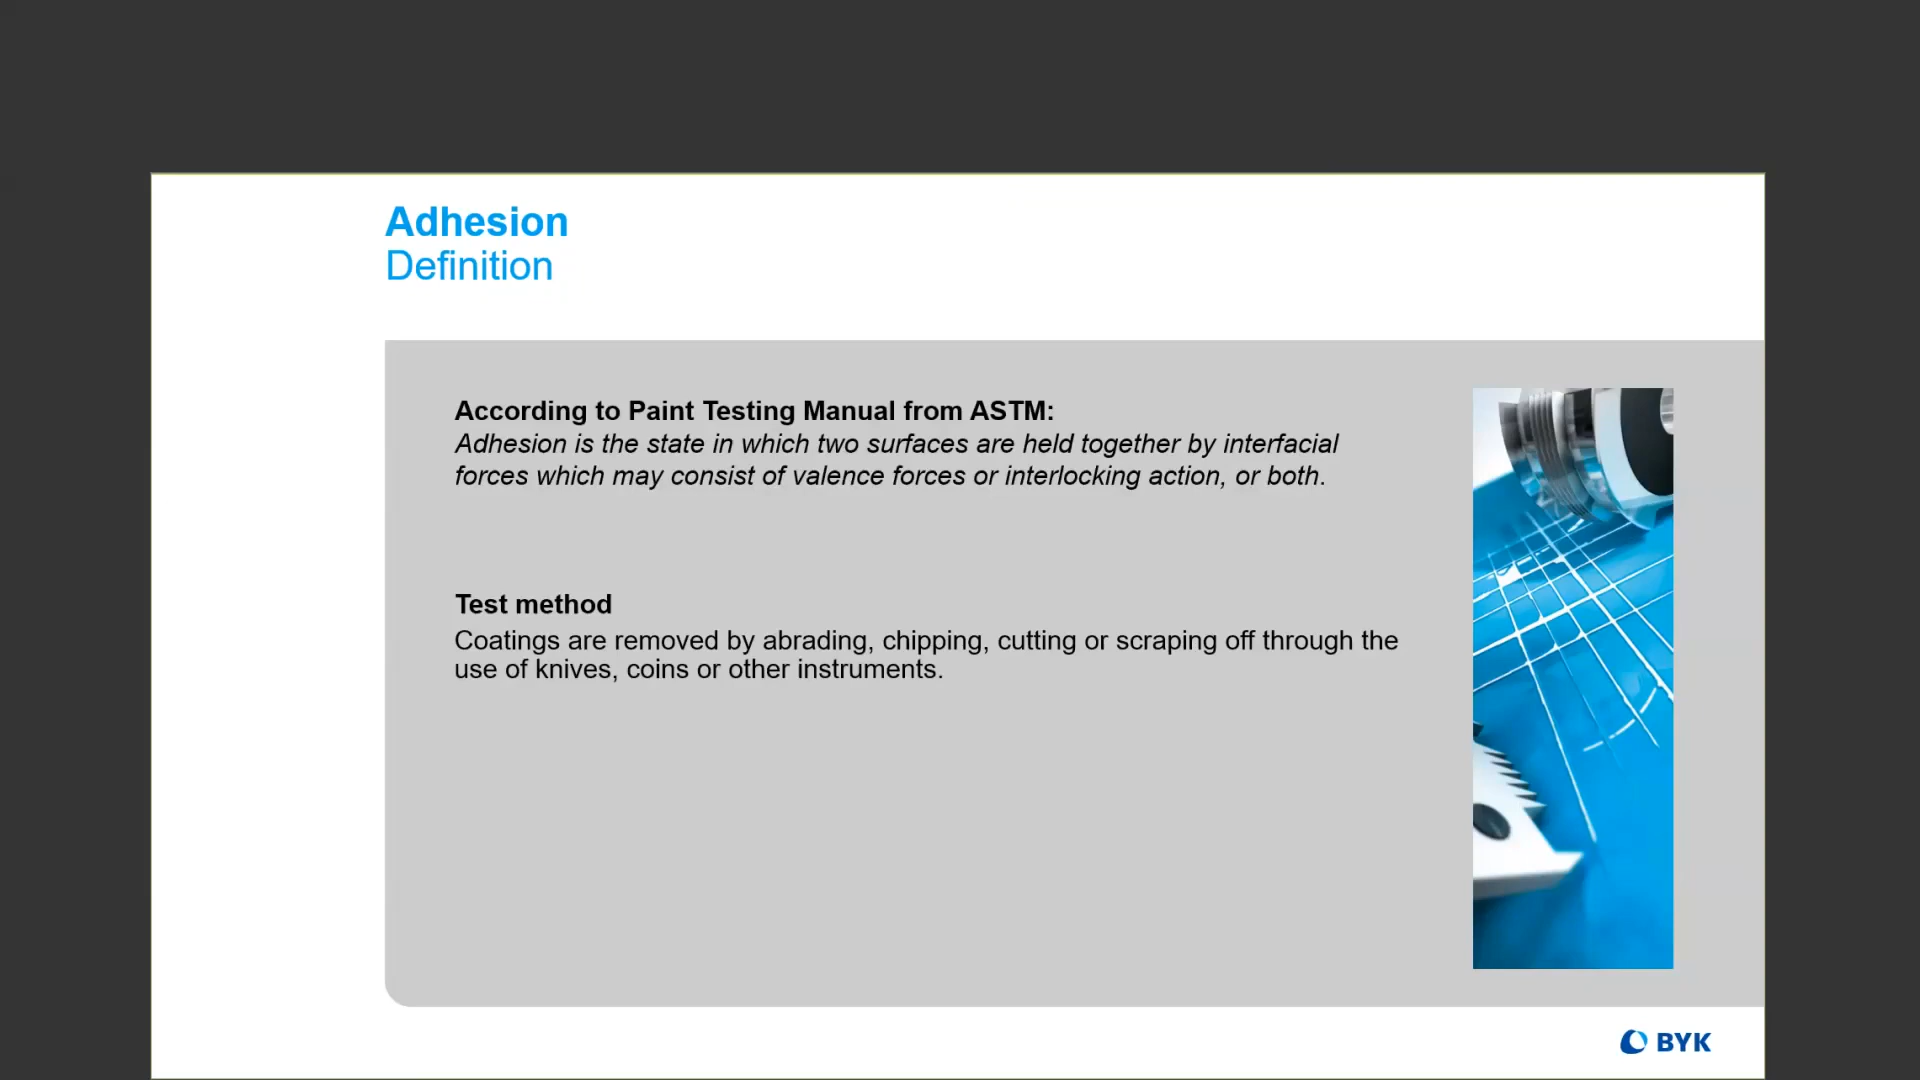 Adhesion
Definition
According to Paint Testing Manual from ASTM:
Adhesion is the state in which two surfaces are held together by interfacial
forces which may consist of valence forces or interlocking action, or both.
Test method
Coatings are removed by abrading, chipping, cutting or scraping off through the
use of knives, coins or other instruments.
BYK